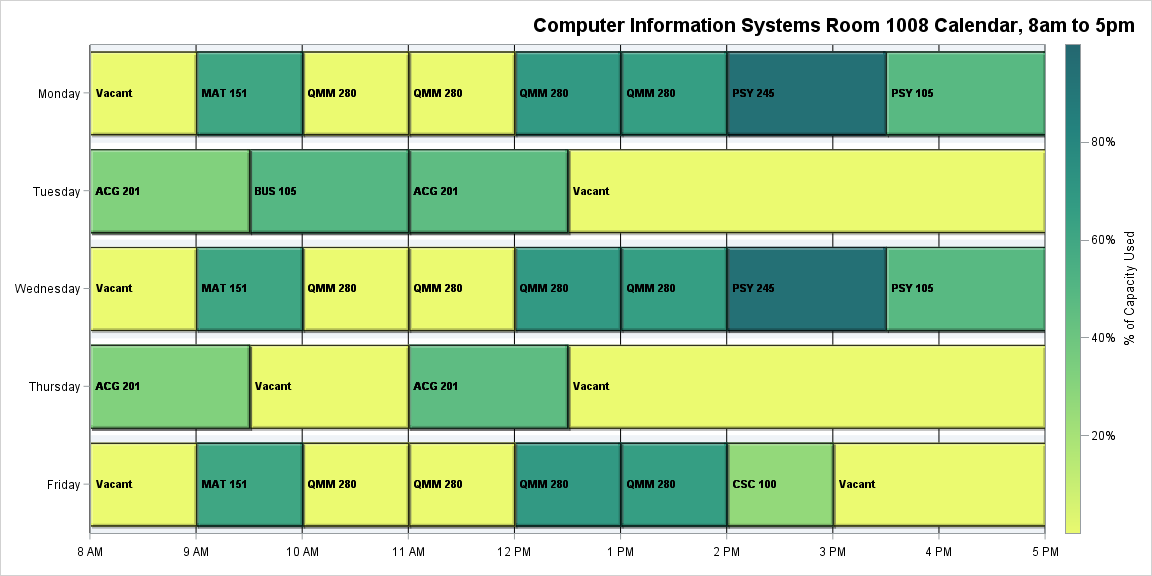 Computer Information Systems Room 1008 Calendar, 8am to 5pm
Monday Vacant MAT 151 QMM 280 QMM 280 QMM 280 QMM 280 PSY 245 PSY 105
80%
Tuesday ACG 201 BUS 105 ACG 201 Vacant
60%
Wednesday Vacant MAT 151 QMM 280 QMM 280 QMM 280 QMM 280 PSY 245 PSY 105
% of Capacity Used
40%
Thursday ACG 201 Vacant ACG 201 Vacant
20%
Friday Vacant MAT 151 QMM 280 QMM 280 QMM 280 QMM 280 CSC 100 Vacant
8 AM 9 AM 10 AM 11 AM 12 PM 1 PM 2 PM 3 PM 4 PM 5 PM